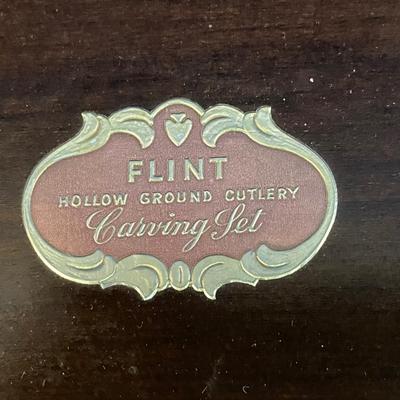 FLINT
HOLLOW GROUND CUTLERY
Carving Set